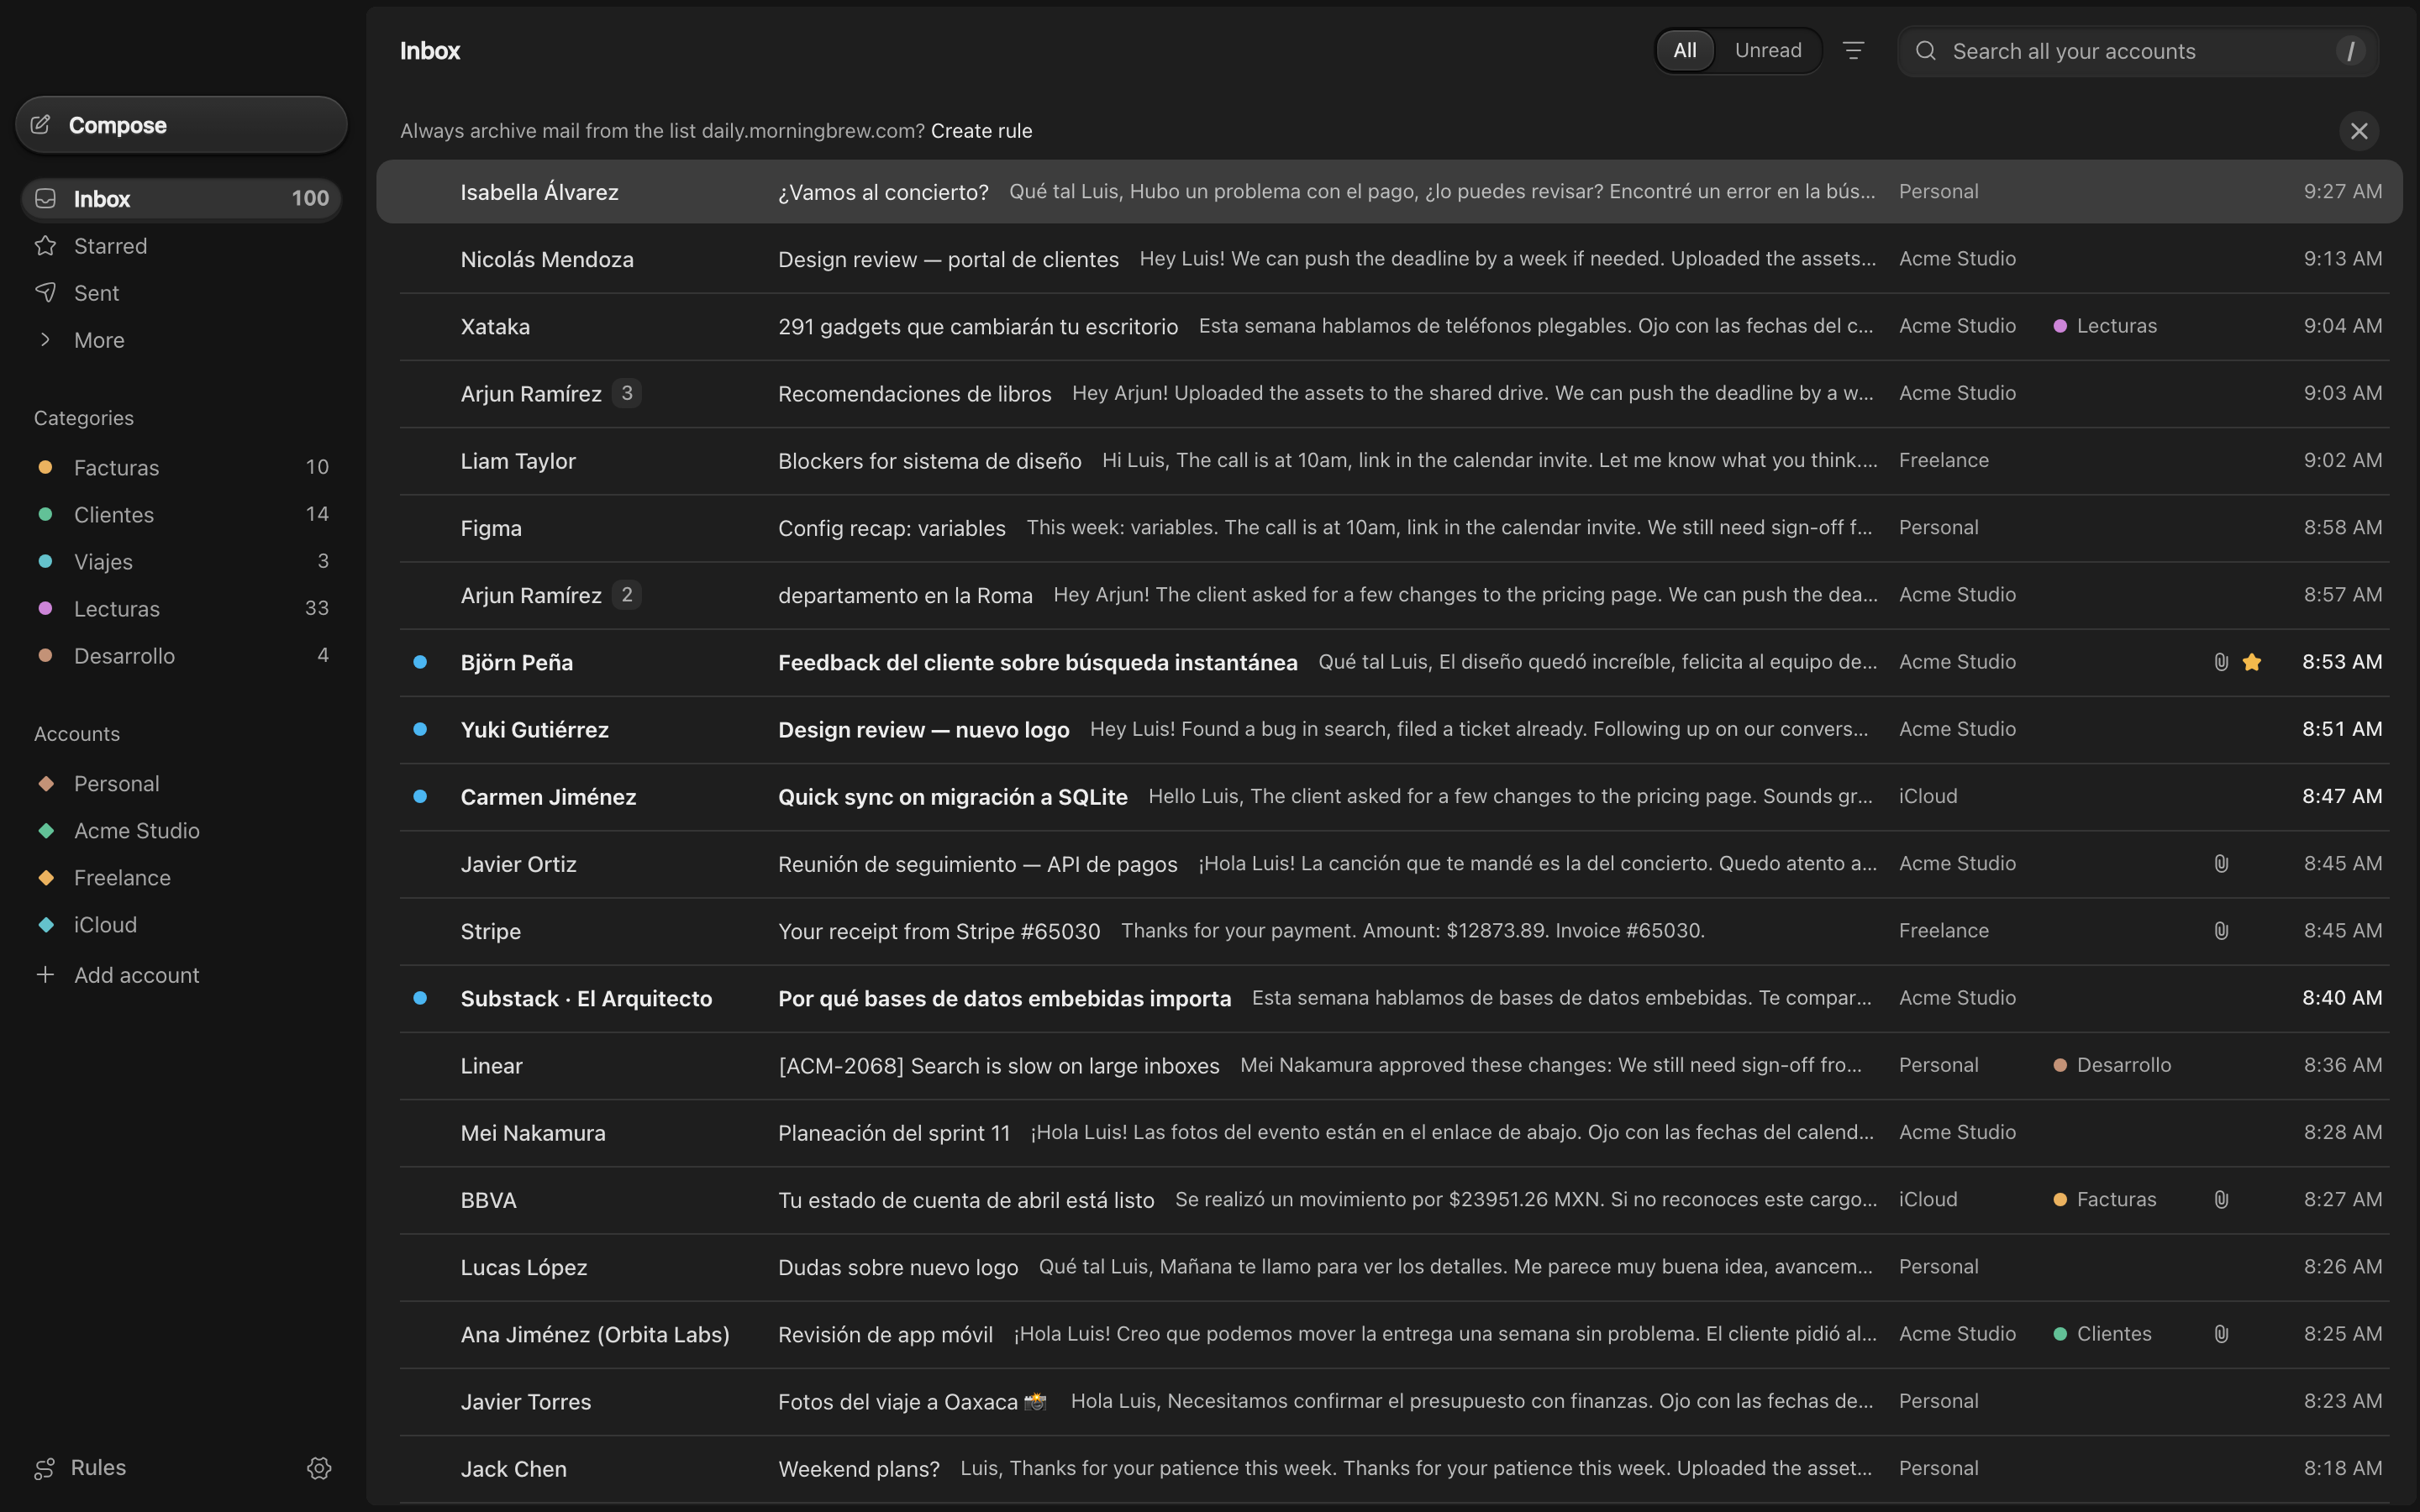 Inbox
All
Unread
Search all your accounts
/
Compose
Inbox 100
Starred
Sent
More
Categories
Facturas 10
Clientes 14
Viajes 3
Lecturas 33
Desarrollo 4
Accounts
Personal
Acme Studio
Freelance
iCloud
Add account
Rules
Always archive mail from the list daily.morningbrew.com? Create rule
Isabella Álvarez ¿Vamos al concierto? Qué tal Luis, Hubo un problema con el pago, ¿lo puedes revisar? Encontré un error en la bús... Personal 9:27 AM
Nicolás Mendoza Design review — portal de clientes Hey Luis! We can push the deadline by a week if needed. Uploaded the assets... Acme Studio 9:13 AM
Xataka 291 gadgets que cambiarán tu escritorio Esta semana hablamos de teléfonos plegables. Ojo con las fechas del c... Acme Studio Lecturas 9:04 AM
Arjun Ramírez 3 Recomendaciones de libros Hey Arjun! Uploaded the assets to the shared drive. We can push the deadline by a w... Acme Studio 9:03 AM
Liam Taylor Blockers for sistema de diseño Hi Luis, The call is at 10am, link in the calendar invite. Let me know what you think.... Freelance 9:02 AM
Figma Config recap: variables This week: variables. The call is at 10am, link in the calendar invite. We still need sign-off f... Personal 8:58 AM
Arjun Ramírez 2 departamento en la Roma Hey Arjun! The client asked for a few changes to the pricing page. We can push the dea... Acme Studio 8:57 AM
Björn Peña Feedback del cliente sobre búsqueda instantánea Qué tal Luis, El diseño quedó increíble, felicita al equipo de... Acme Studio 8:53 AM
Yuki Gutiérrez Design review — nuevo logo Hey Luis! Found a bug in search, filed a ticket already. Following up on our convers... Acme Studio 8:51 AM
Carmen Jiménez Quick sync on migración a SQLite Hello Luis, The client asked for a few changes to the pricing page. Sounds gr... iCloud 8:47 AM
Javier Ortiz Reunión de seguimiento — API de pagos ¡Hola Luis! La canción que te mandé es la del concierto. Quedo atento a... Acme Studio 8:45 AM
Stripe Your receipt from Stripe #65030 Thanks for your payment. Amount: $12873.89. Invoice #65030. Freelance 8:45 AM
Substack · El Arquitecto Por qué bases de datos embebidas importa Esta semana hablamos de bases de datos embebidas. Te compar... Acme Studio 8:40 AM
Linear [ACM-2068] Search is slow on large inboxes Mei Nakamura approved these changes: We still need sign-off fro... Personal Desarrollo 8:36 AM
Mei Nakamura Planeación del sprint 11 ¡Hola Luis! Las fotos del evento están en el enlace de abajo. Ojo con las fechas del calend... Acme Studio 8:28 AM
BBVA Tu estado de cuenta de abril está listo Se realizó un movimiento por $23951.26 MXN. Si no reconoces este cargo... iCloud Facturas 8:27 AM
Lucas López Dudas sobre nuevo logo Qué tal Luis, Mañana te llamo para ver los detalles. Me parece muy buena idea, avancem... Personal 8:26 AM
Ana Jiménez (Orbita Labs) Revisión de app móvil ¡Hola Luis! Creo que podemos mover la entrega una semana sin problema. El cliente pidió al... Acme Studio Clientes 8:25 AM
Javier Torres Fotos del viaje a Oaxaca 📸 Hola Luis, Necesitamos confirmar el presupuesto con finanzas. Ojo con las fechas de... Personal 8:23 AM
Jack Chen Weekend plans? Luis, Thanks for your patience this week. Thanks for your patience this week. Uploaded the asset... Personal 8:18 AM